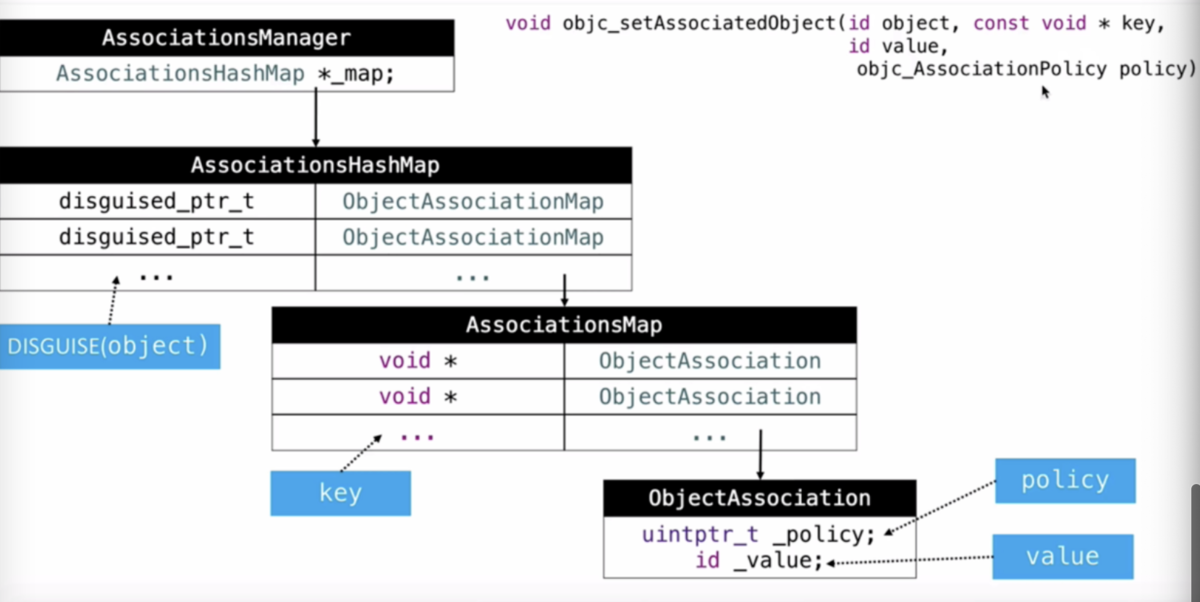 void objc_setAssociatedObject(id object, const void * key,
id value,
objc_AssociationPolicy policy)
AssociationsManager
AssociationsHashMap *_map;
AssociationsHashMap
disguised_ptr_t ObjectAssociationMap
disguised_ptr_t ObjectAssociationMap
... ...
DISGUISE(object)
AssociationsMap
void * ObjectAssociation
void * ObjectAssociation
... ...
key
ObjectAssociation
uintptr_t _policy;
id _value;
policy
value